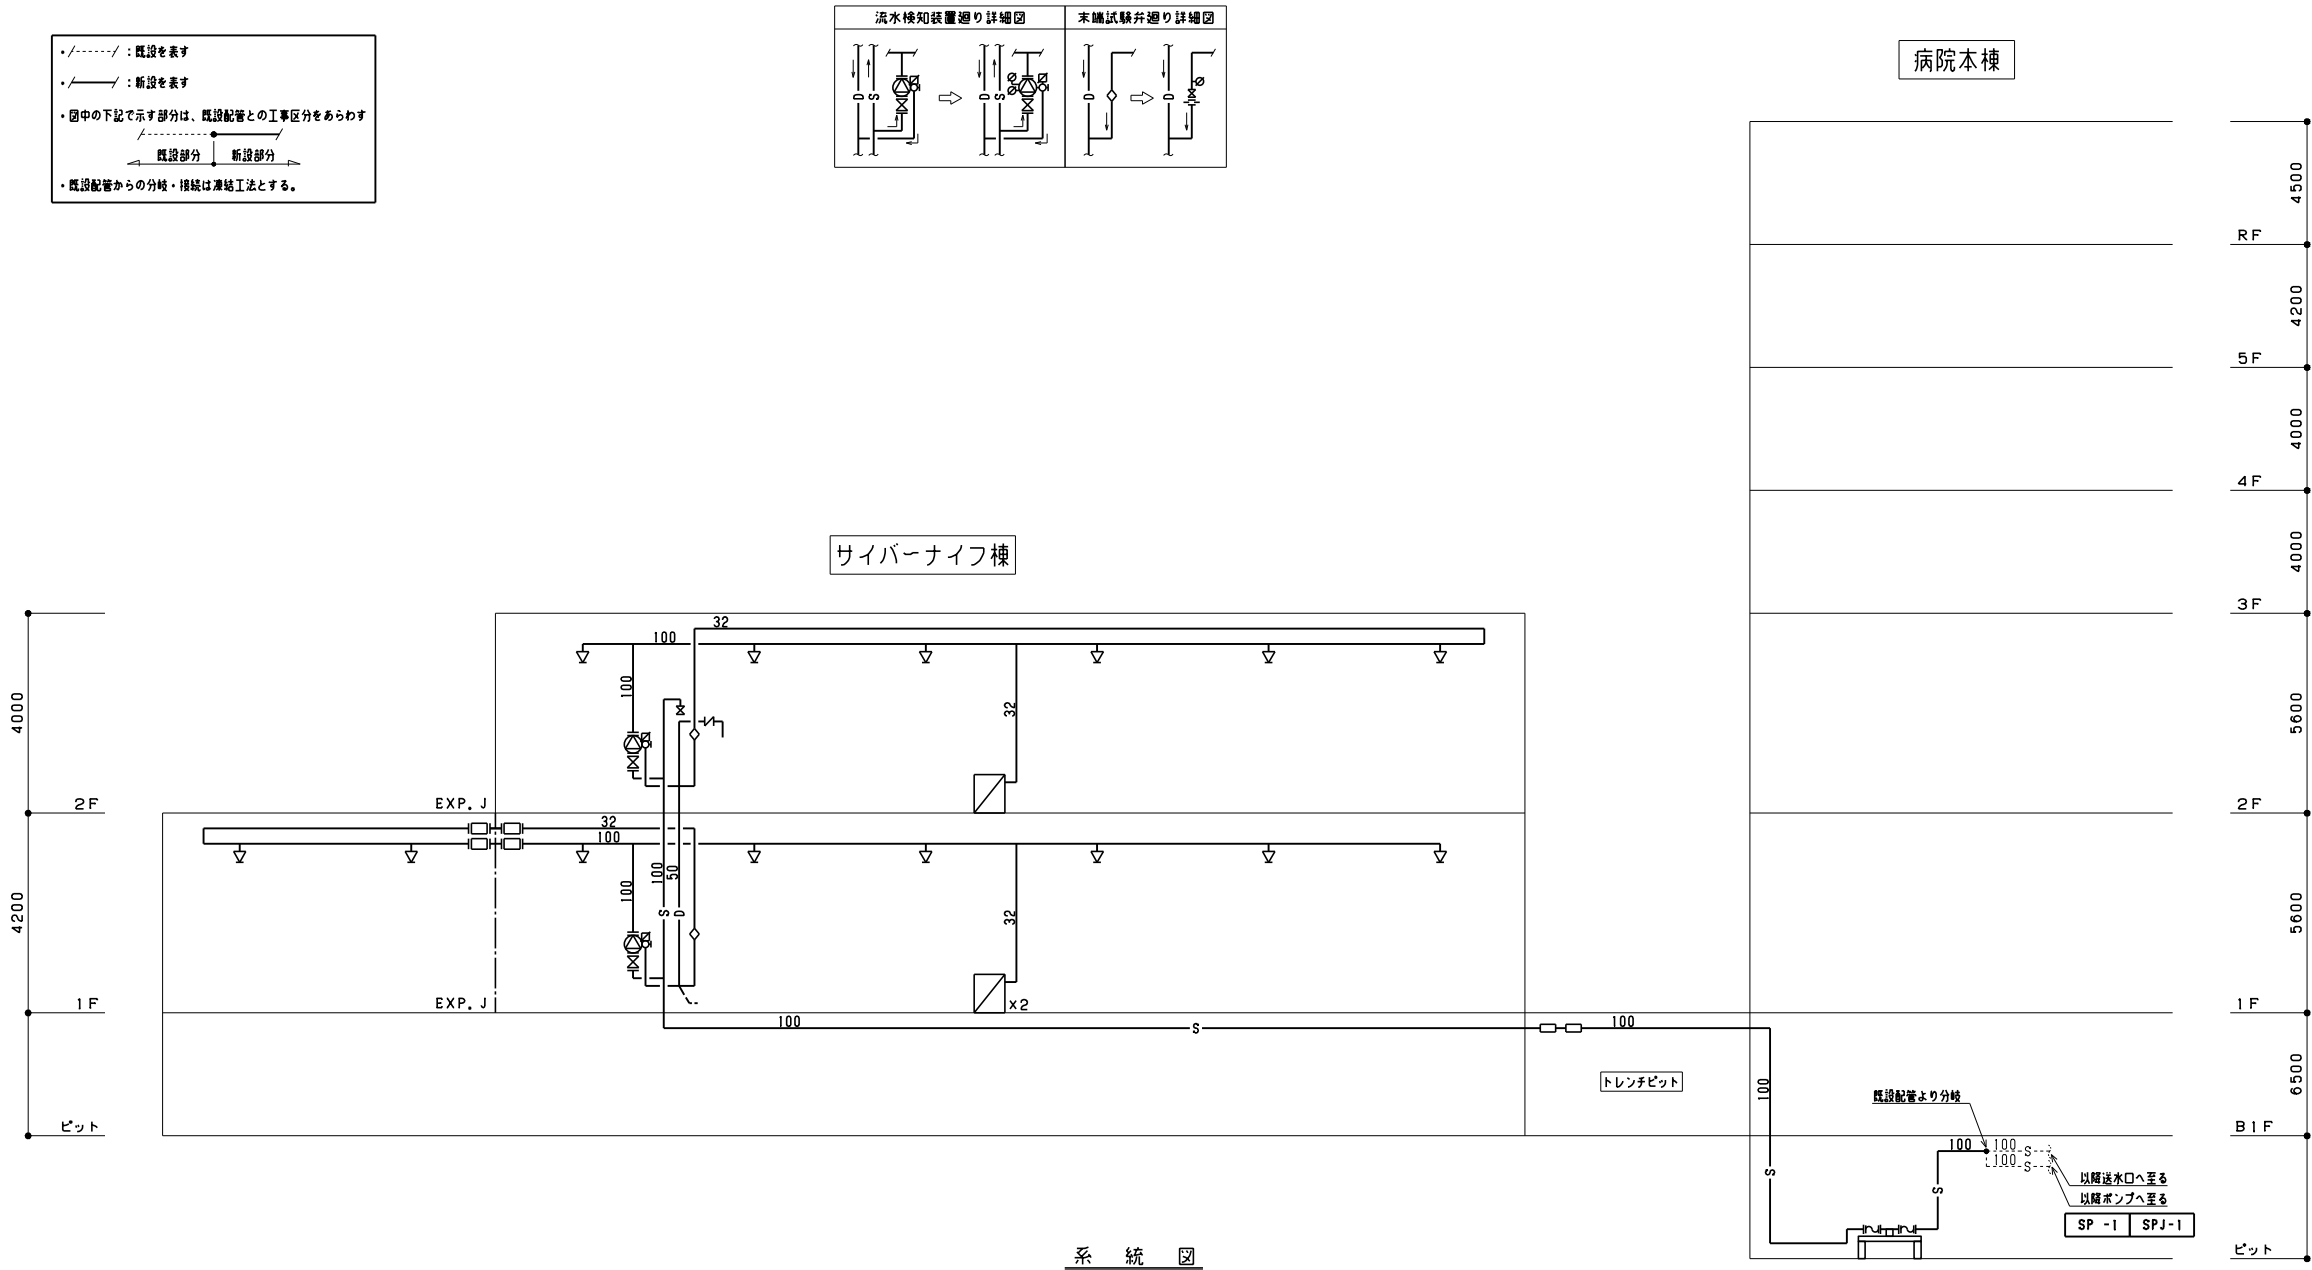 ・ :既設を表す
・ :新設を表す
・図中の下記で示す部分は、既設配管との工事区分をあらわす
既設部分 新設部分
・既設配管からの分岐・接続は凍結工法とする。
流水検知装置廻り詳細図 末端試験弁廻り詳細図
D S D S D D
病院本棟
4500
RF
4200
5F
4000
4F
4000
3F
5600
2F
5600
1F
6500
B1F
ピット
サイバーナイフ棟
4000
2F
4200
1F
ピット
32
100
100
32
EXP.J
32
100
100
100
50
S D
32
EXP.J
x2
100
S
100
トレンチピット
100
S
既設配管より分岐
100
100 S
100 S
S
以降送水口へ至る
以降ポンプへ至る
SP -1 SPJ-1
系統図